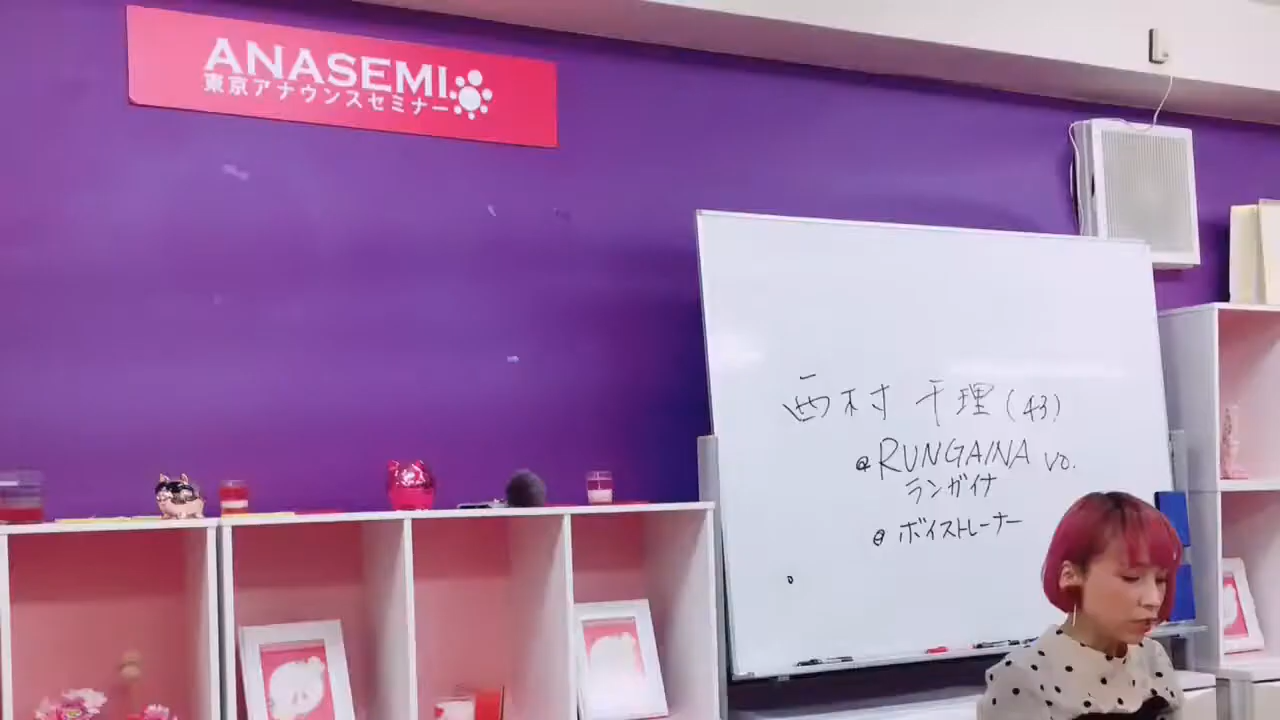 ANASEMI
東京アナウンスセミナー
西村 千理(43)
@RUNGAINA vo.
ランガイナ
@ボイストレーナー